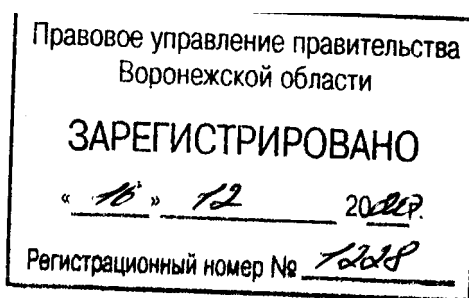 Правовое управление правительства
Воронежской области
ЗАРЕГИСТРИРОВАНО
« 16 » 12 20
Регистрационный номер № 1228